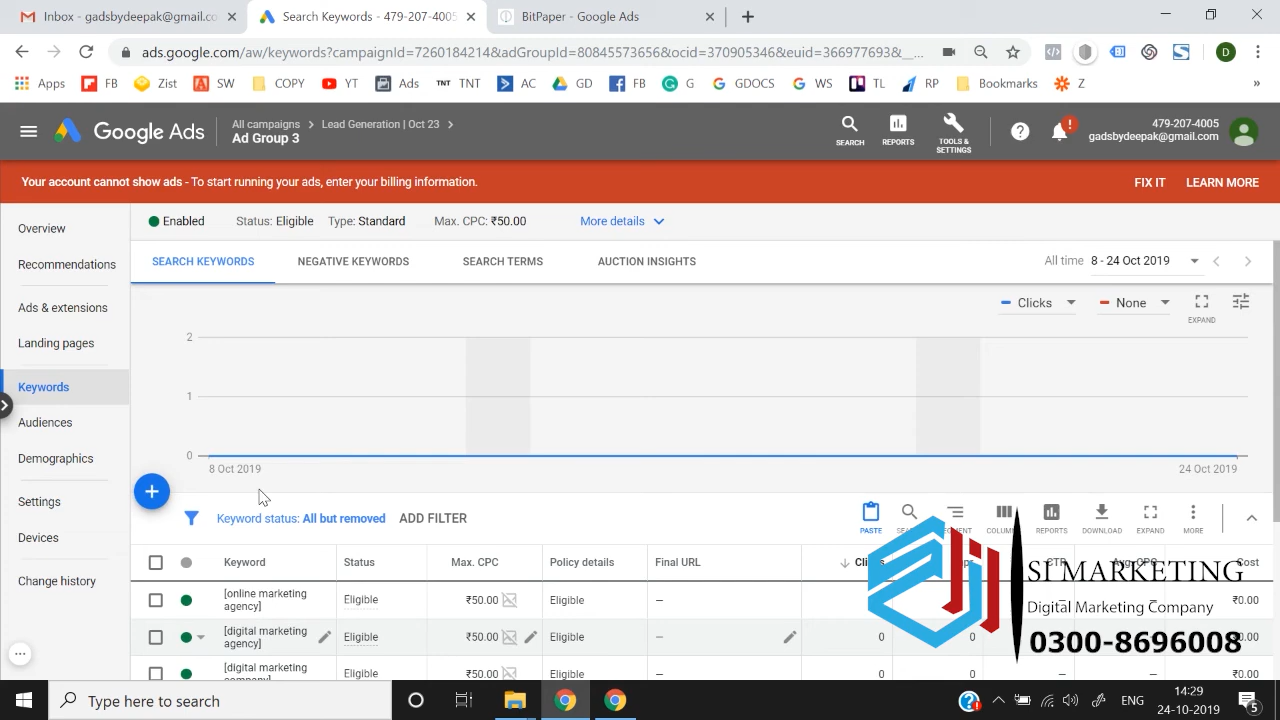 Inbox - gadsbydeepak@gmail.co
Search Keywords - 479-207-4005
BitPaper - Google Ads
ads.google.com/aw/keywords?campaignId=7260184214&adGroupId=80845573656&ocid=370905346&euid=366977693&__...
D
Apps FB Zist SW COPY YT Ads TNT TNT AC GD FB G GDOCS WS TL RP Bookmarks Z »
Google Ads
All campaigns > Lead Generation | Oct 23 >
Ad Group 3
SEARCH
REPORTS
TOOLS &
SETTINGS
479-207-4005
gadsbydeepak@gmail.com
Your account cannot show ads - To start running your ads, enter your billing information.
FIX IT LEARN MORE
Overview
Recommendations
Ads & extensions
Landing pages
Keywords
Audiences
Demographics
Settings
Devices
Change history
Enabled Status: Eligible Type: Standard Max. CPC: ₹50.00 More details
SEARCH KEYWORDS NEGATIVE KEYWORDS SEARCH TERMS AUCTION INSIGHTS
All time 8 - 24 Oct 2019
Clicks None
EXPAND
2
1
0
8 Oct 2019 24 Oct 2019
Keyword status: All but removed ADD FILTER
PASTE REPORTS DOWNLOAD EXPAND MORE
Keyword Status Max. CPC Policy details Final URL Cost
[online marketing
agency]
Eligible ₹50.00 Eligible – ₹0.00
[digital marketing
agency]
Eligible ₹50.00 Eligible – 0 0
[digital marketing
company]
Eligible ₹50.00 Eligible – 0 0 ₹0.00
SI MARKETING
Digital Marketing Company
0300-8696008
Type here to search
ENG
14:29
24-10-2019
5